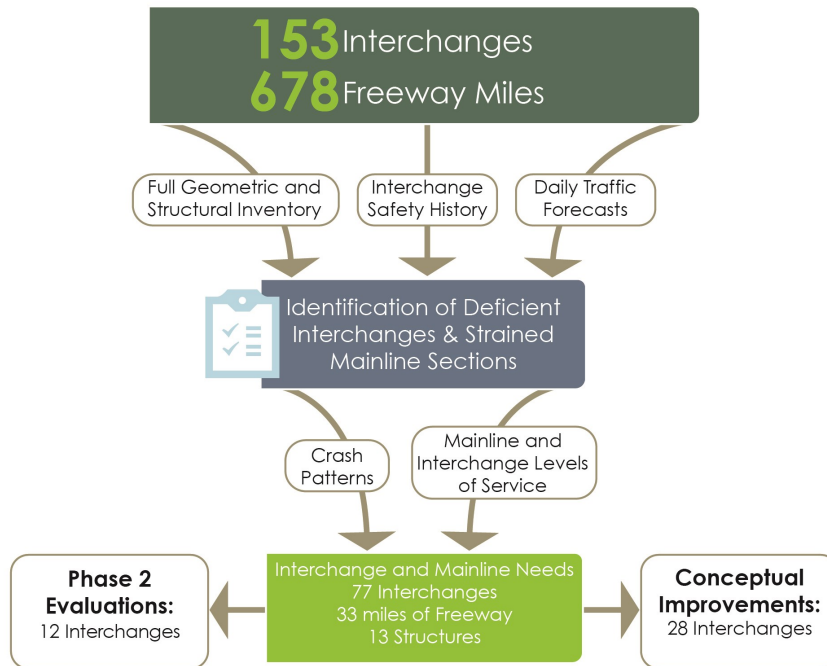 153 Interchanges
678 Freeway Miles
Full Geometric and
Structural Inventory
Interchange
Safety History
Daily Traffic
Forecasts
Identification of Deficient
Interchanges & Strained
Mainline Sections
Crash
Patterns
Mainline and
Interchange Levels
of Service
Phase 2
Evaluations:
12 Interchanges
Interchange and Mainline Needs
77 Interchanges
33 miles of Freeway
13 Structures
Conceptual
Improvements:
28 Interchanges